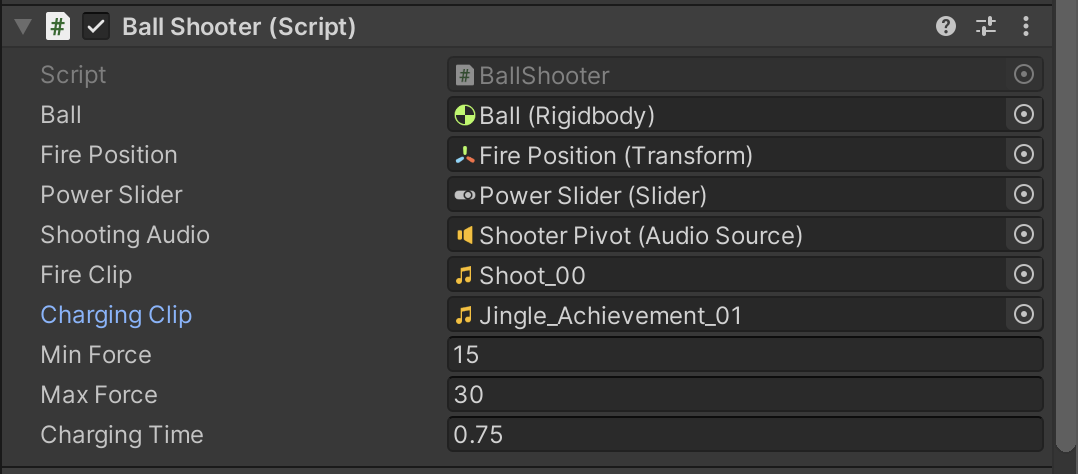 Ball Shooter (Script)
Script BallShooter
Ball Ball (Rigidbody)
Fire Position Fire Position (Transform)
Power Slider Power Slider (Slider)
Shooting Audio Shooter Pivot (Audio Source)
Fire Clip Shoot_00
Charging Clip Jingle_Achievement_01
Min Force 15
Max Force 30
Charging Time 0.75